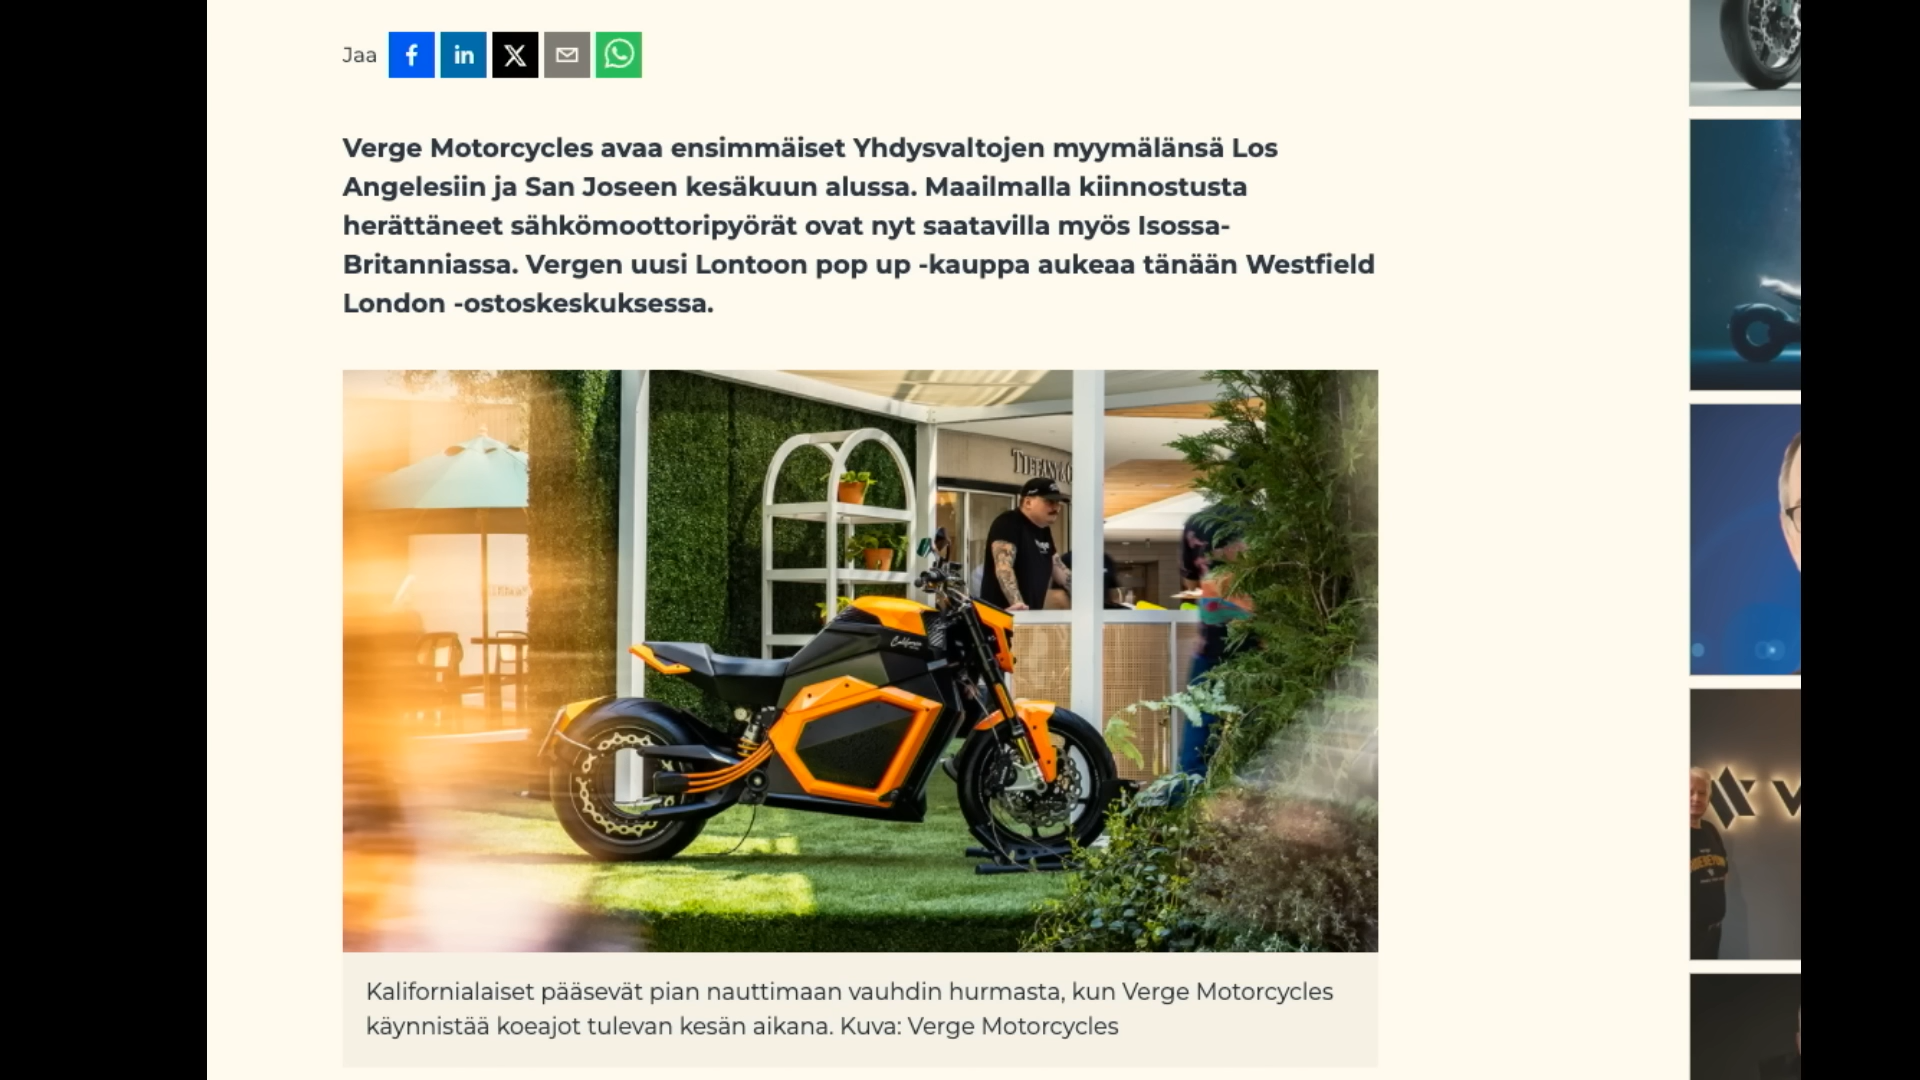 Jaa
Verge Motorcycles avaa ensimmäiset Yhdysvaltojen myymälänsä Los
Angelesiin ja San Joseen kesäkuun alussa. Maailmalla kiinnostusta
herättäneet sähkömoottoripyörät ovat nyt saatavilla myös Isossa-
Britanniassa. Vergen uusi Lontoon pop up -kauppa aukeaa tänään Westfield
London -ostoskeskuksessa.
TIFFANY & C
California
Kalifornialaiset pääsevät pian nauttimaan vauhdin hurmasta, kun Verge Motorcycles
käynnistää koeajot tulevan kesän aikana. Kuva: Verge Motorcycles